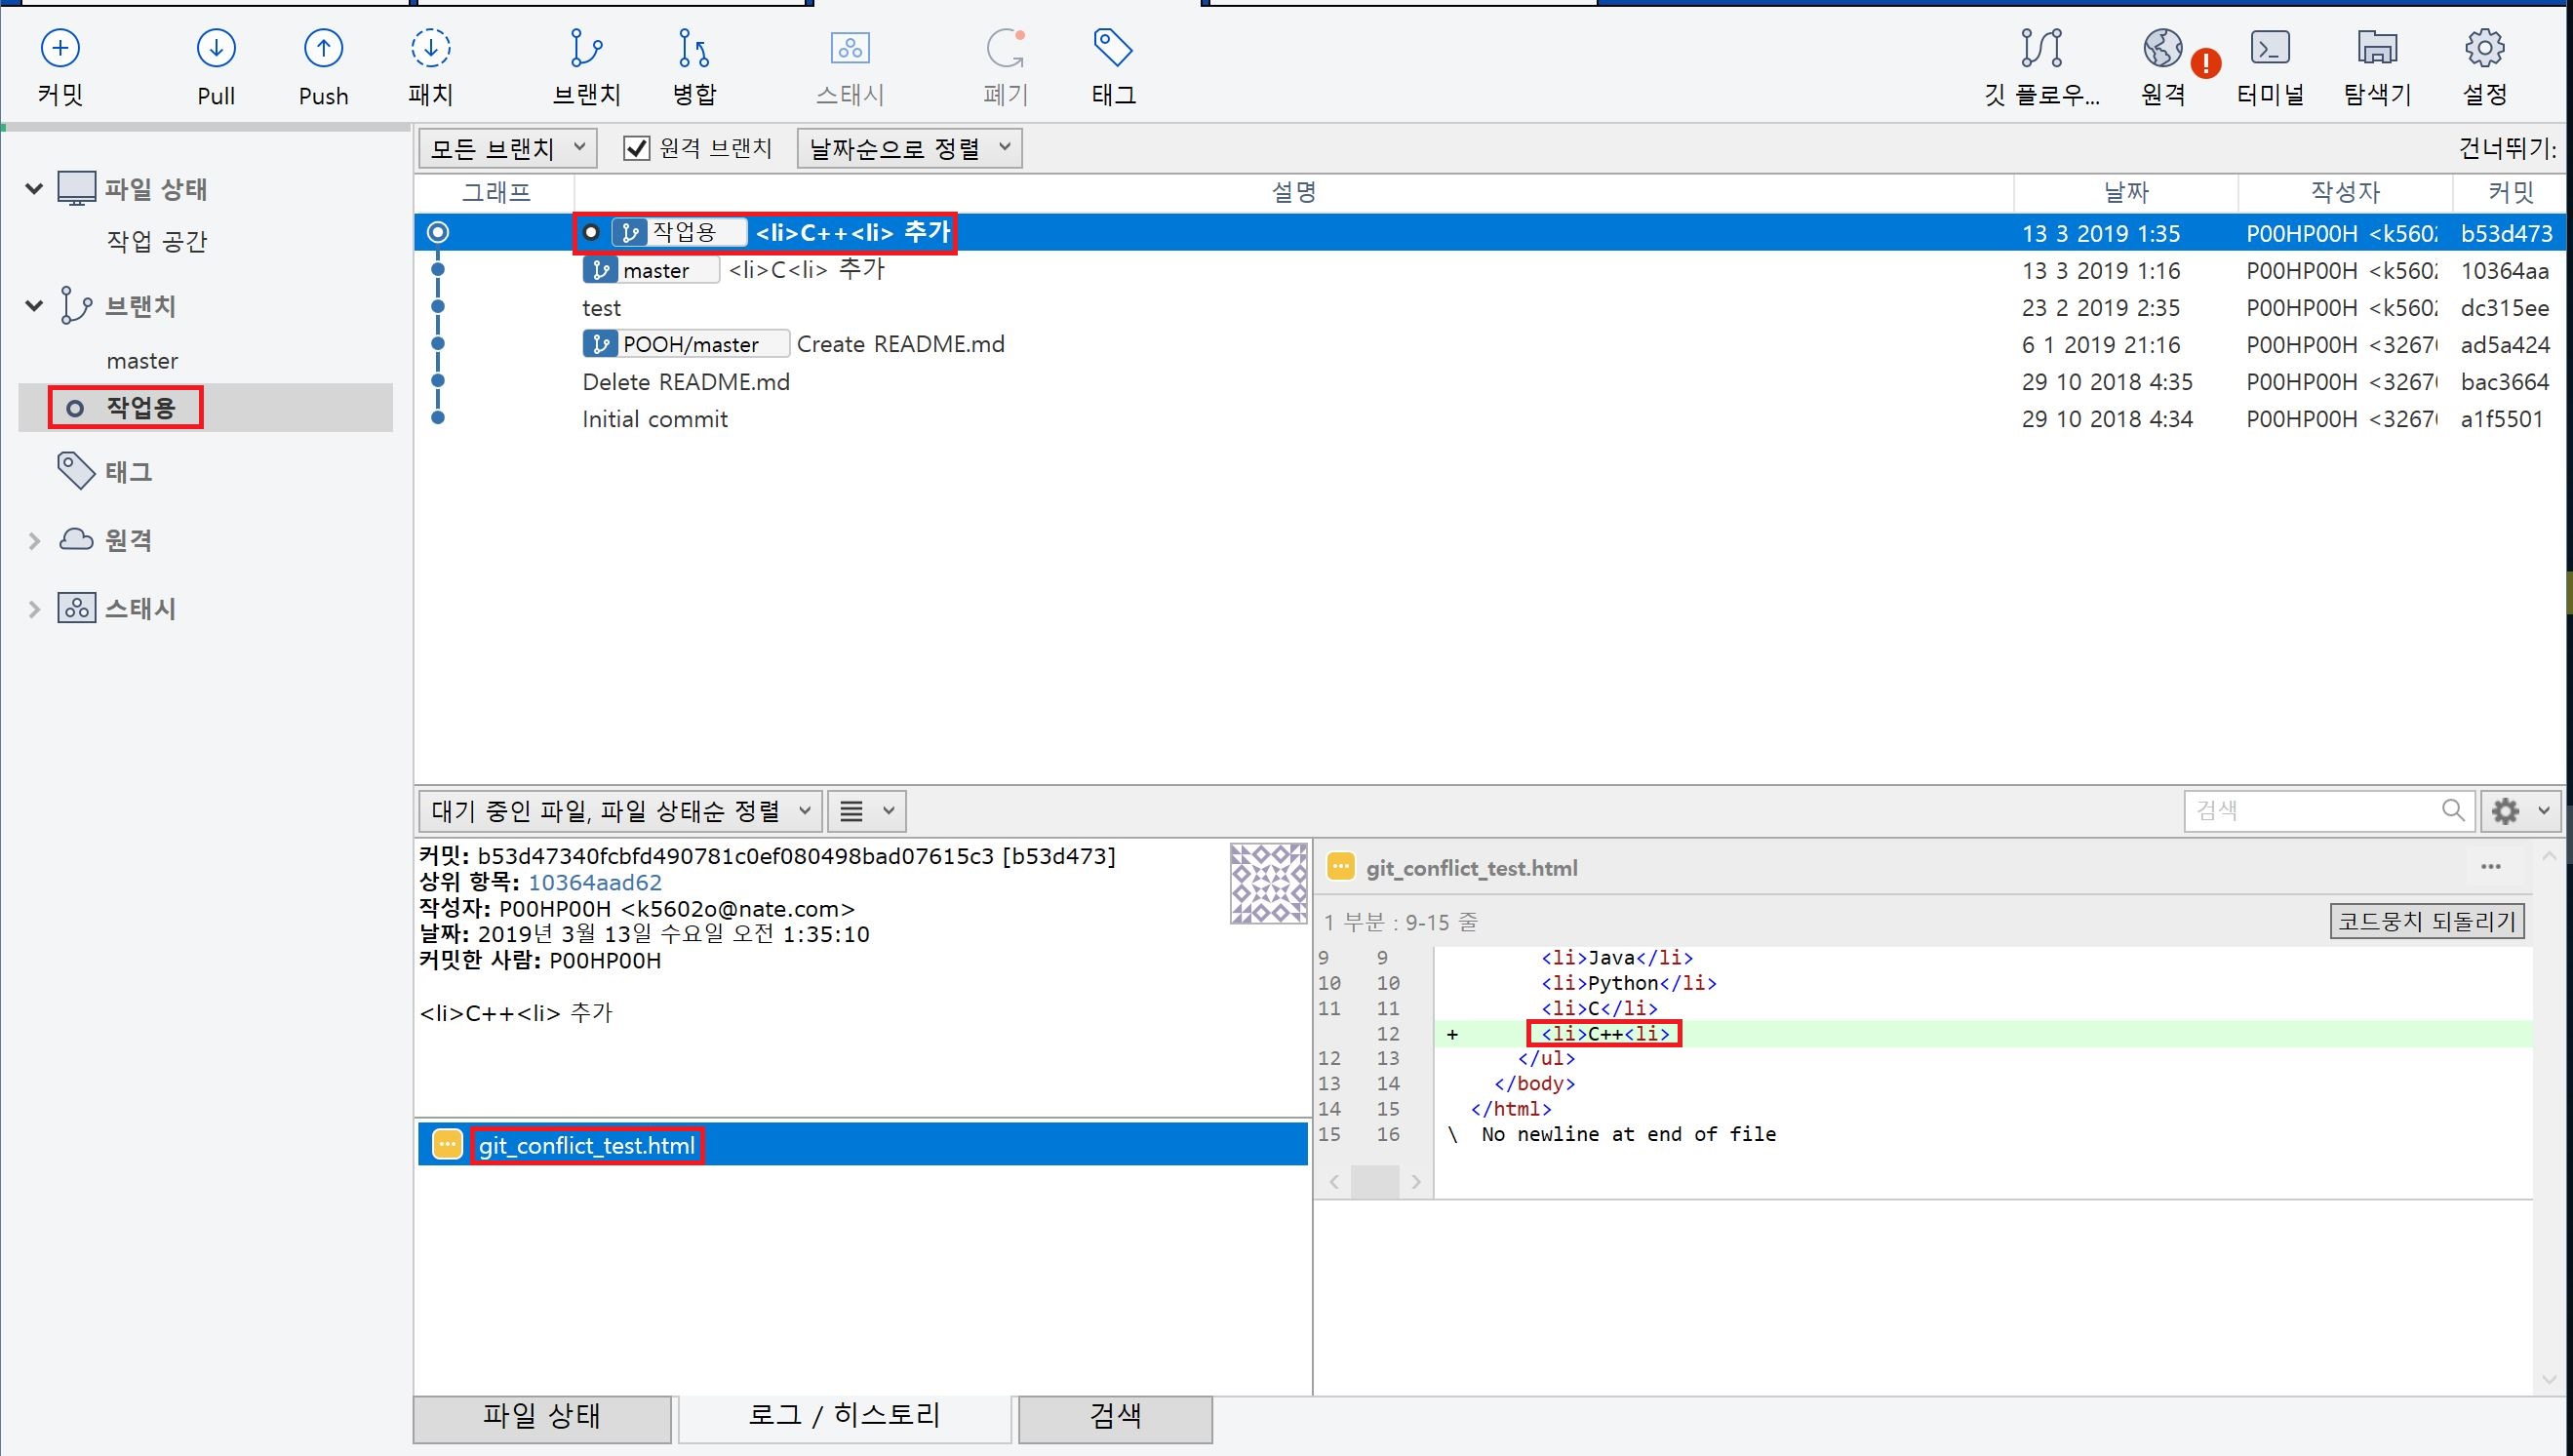 커밋 Pull Push 패치 브랜치 병합 스태시 폐기 태그 깃 플로우... 원격 터미널 탐색기 설정
모든 브랜치 원격 브랜치 날짜순으로 정렬 건너뛰기:
파일 상태
작업 공간
브랜치
master
작업용
태그
원격
스태시
그래프 설명 날짜 작성자 커밋
작업용 <li>C++<li> 추가 13 3 2019 1:35 P00HP00H <k5602 b53d473
master <li>C<li> 추가 13 3 2019 1:16 P00HP00H <k5602 10364aa
test 23 2 2019 2:35 P00HP00H <k5602 dc315ee
POOH/master Create README.md 6 1 2019 21:16 P00HP00H <3267 ad5a424
Delete README.md 29 10 2018 4:35 P00HP00H <3267 bac3664
Initial commit 29 10 2018 4:34 P00HP00H <3267 a1f5501
대기 중인 파일, 파일 상태순 정렬 검색
커밋: b53d47340fcbfd490781c0ef080498bad07615c3 [b53d473]
상위 항목: 10364aad62
작성자: P00HP00H <k5602o@nate.com>
날짜: 2019년 3월 13일 수요일 오전 1:35:10
커밋한 사람: P00HP00H
<li>C++<li> 추가
git_conflict_test.html
git_conflict_test.html
1 부분 : 9-15 줄 코드뭉치 되돌리기
9 9 <li>Java</li>
10 10 <li>Python</li>
11 11 <li>C</li>
12 + <li>C++<li>
12 13 </ul>
13 14 </body>
14 15 </html>
15 16 \ No newline at end of file
파일 상태 로그 / 히스토리 검색